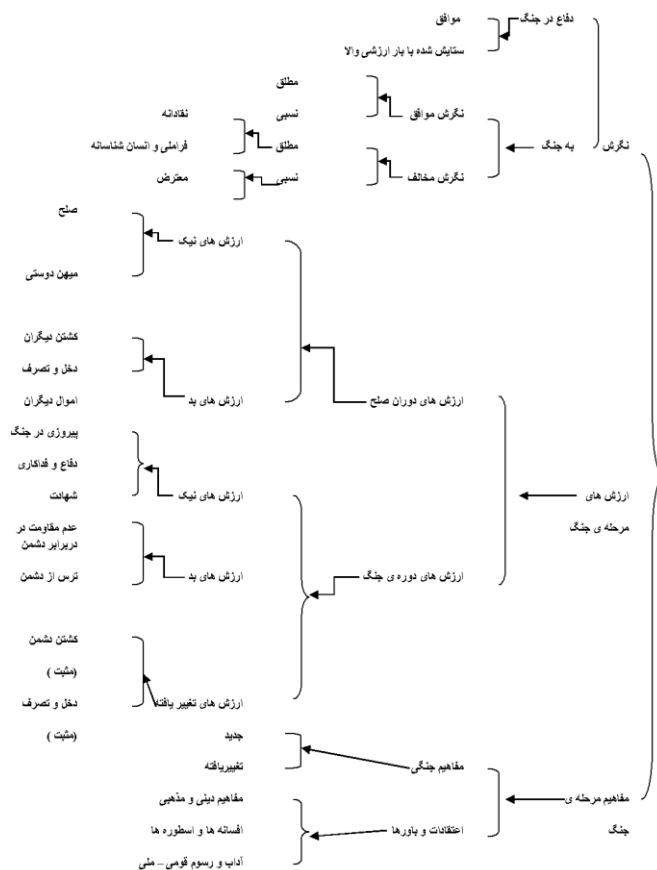 دفاع در جنگ
موافق
ستایش شده با بار ارزشی والا
نگرش
به جنگ
نگرش موافق
مطلق
نسبی
نگرش مخالف
مطلق
نقادانه
فراملی و انسان شناسانه
نسبی
معترض
ارزش های
مرحله ی جنگ
ارزش های دوران صلح
ارزش های نیک
صلح
میهن دوستی
ارزش های بد
کشتن دیگران
دخل و تصرف
اموال دیگران
ارزش های دوره ی جنگ
ارزش های نیک
پیروزی در جنگ
دفاع و فداکاری
شهادت
ارزش های بد
عدم مقاومت در
دربرابر دشمن
ترس از دشمن
ارزش های تغییر یافته
کشتن دشمن
(مثبت )
دخل و تصرف
(مثبت )
مفاهیم مرحله ی
جنگ
مفاهیم جنگی
جدید
تغییریافته
اعتقادات و باورها
مفاهیم دینی و مذهبی
افسانه ها و اسطوره ها
آداب و رسوم قومی – ملی